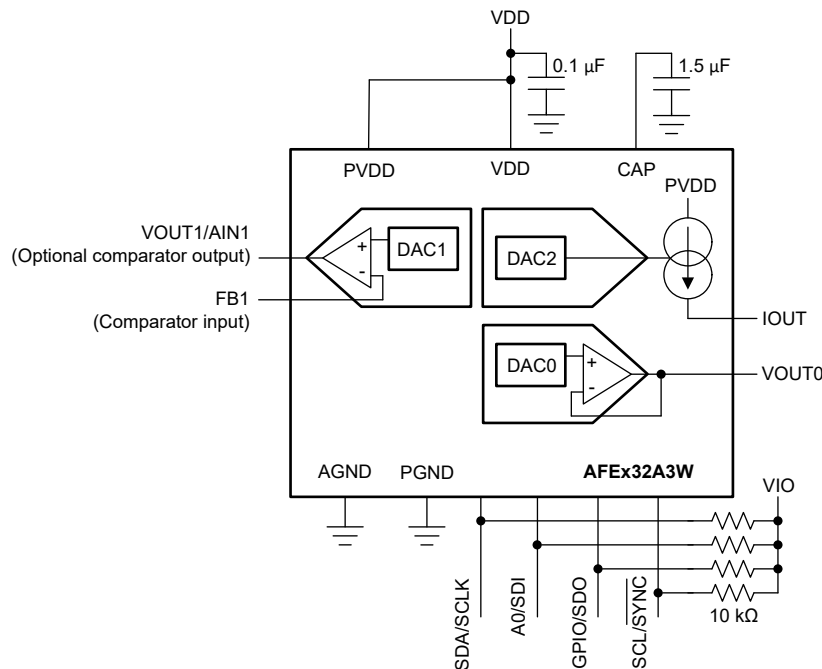 VDD
0.1 µF
1.5 µF
PVDD
VDD
CAP
PVDD
VOUT1/AIN1
(Optional comparator output)
+
-
DAC1
DAC2
FB1
(Comparator input)
IOUT
DAC0
+
-
VOUT0
AGND
PGND
AFEx32A3W
VIO
SDA/SCLK
A0/SDI
GPIO/SDO
SCL/SYNC
10 kΩ